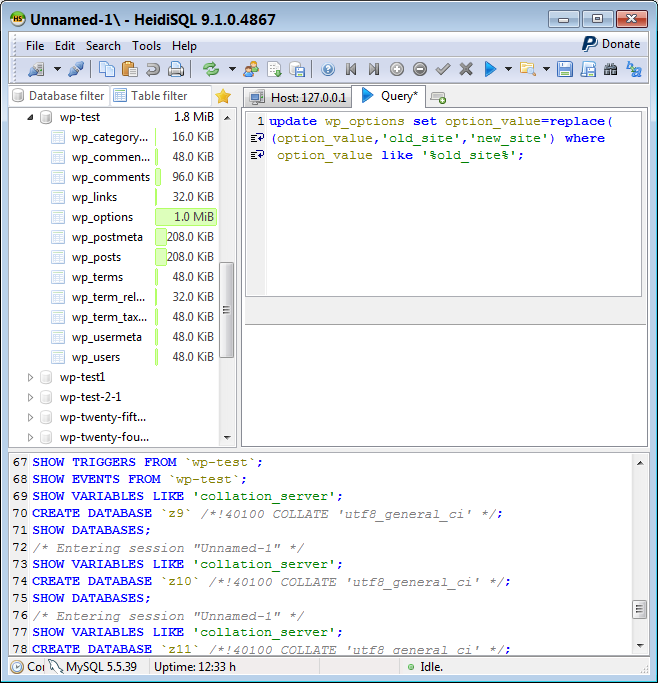 Unnamed-1\ - HeidiSQL 9.1.0.4867
File Edit Search Tools Help
Donate
Database filter Table filter
Host: 127.0.0.1 Query*
wp-test 1.8 MiB
wp_category... 16.0 KiB
wp_commen... 48.0 KiB
wp_comments 96.0 KiB
wp_links 32.0 KiB
wp_options 1.0 MiB
wp_postmeta 208.0 KiB
wp_posts 208.0 KiB
wp_terms 48.0 KiB
wp_term_rel... 32.0 KiB
wp_term_tax... 48.0 KiB
wp_usermeta 48.0 KiB
wp_users 48.0 KiB
wp-test1
wp-test-2-1
wp-twenty-fift...
wp-twenty-fou...
1 update wp_options set option_value=replace(
(option_value,'old_site','new_site') where
option_value like '%old_site%';
67 SHOW TRIGGERS FROM `wp-test`;
68 SHOW EVENTS FROM `wp-test`;
69 SHOW VARIABLES LIKE 'collation_server';
70 CREATE DATABASE `z9` /*!40100 COLLATE 'utf8_general_ci' */;
71 SHOW DATABASES;
72 /* Entering session "Unnamed-1" */
73 SHOW VARIABLES LIKE 'collation_server';
74 CREATE DATABASE `z10` /*!40100 COLLATE 'utf8_general_ci' */;
75 SHOW DATABASES;
76 /* Entering session "Unnamed-1" */
77 SHOW VARIABLES LIKE 'collation_server';
78 CREATE DATABASE `z11` /*!40100 COLLATE 'utf8_general_ci' */;
MySQL 5.5.39 Uptime: 12:33 h Idle.